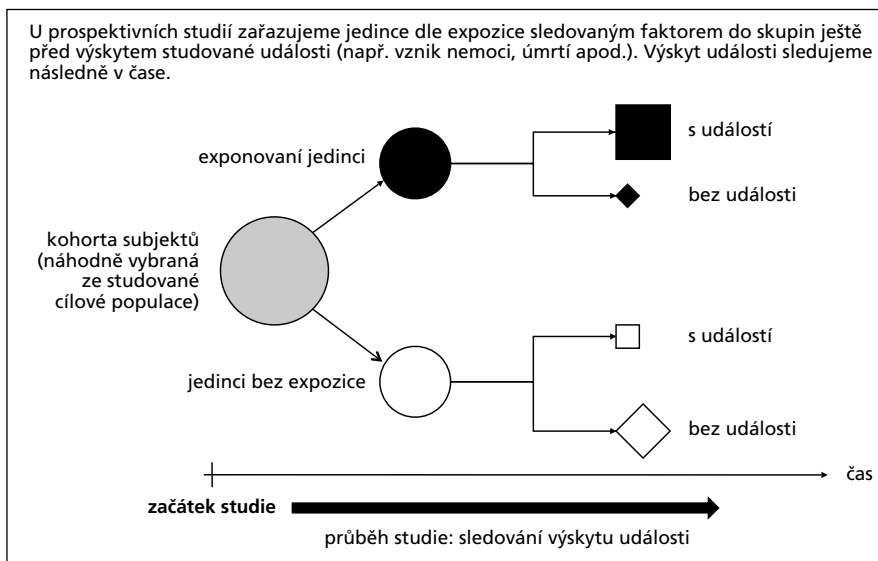 U prospektivních studií zařazujeme jedince dle expozice sledovaným faktorem do skupin ještě
před výskytem studované události (např. vznik nemoci, úmrtí apod.). Výskyt události sledujeme
následně v čase.
s událostí
exponovaní jedinci
bez události
kohorta subjektů
(náhodně vybraná
ze studované
cílové populace)
s událostí
jedinci bez expozice
bez události
čas
začátek studie
průběh studie: sledování výskytu události